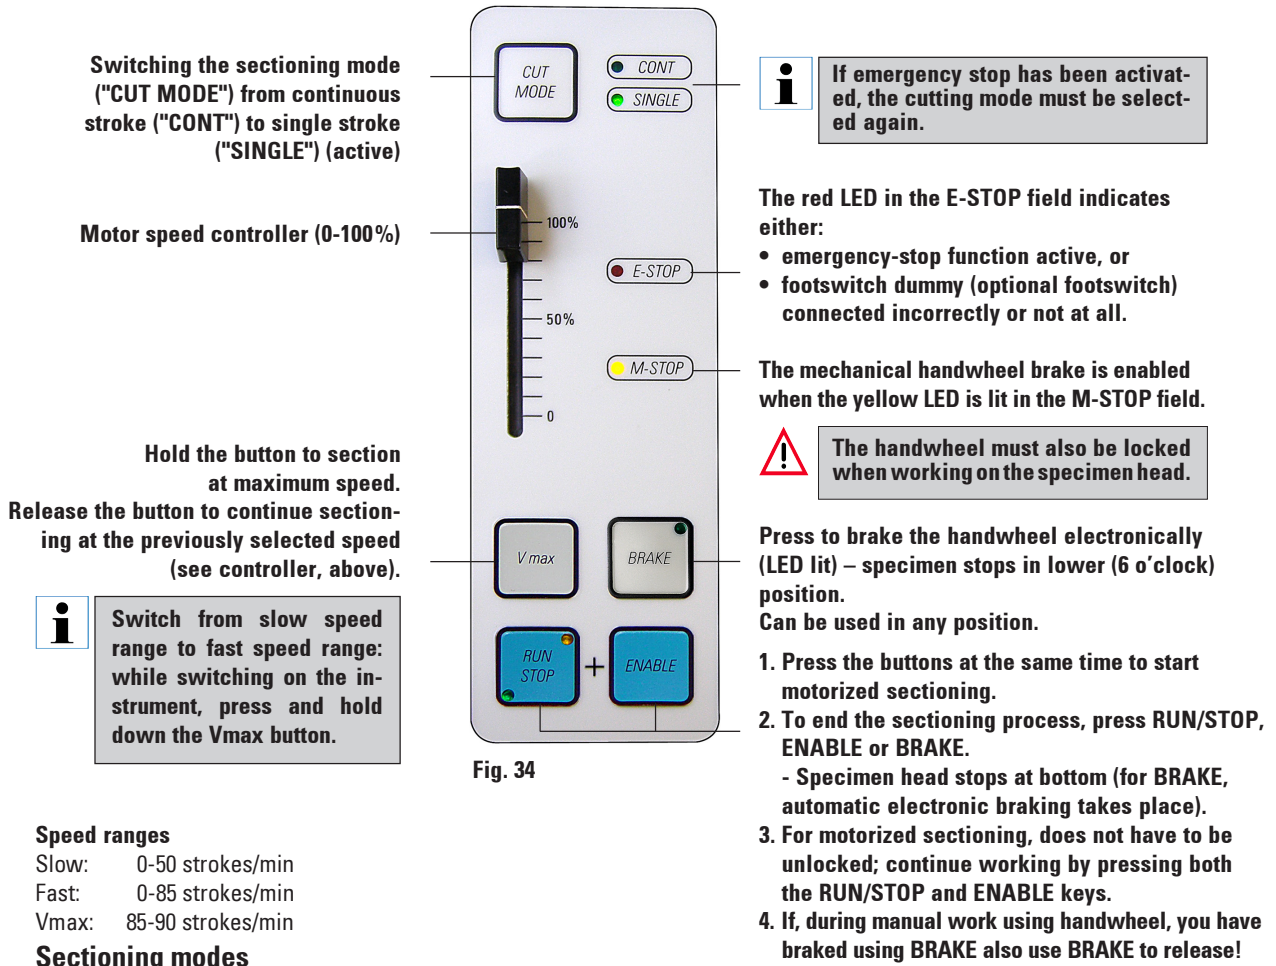 Switching the sectioning mode
("CUT MODE") from continuous
stroke ("CONT") to single stroke
("SINGLE") (active)
Motor speed controller (0-100%)
Hold the button to section
at maximum speed.
Release the button to continue section-
ing at the previously selected speed
(see controller, above).
i
Switch from slow speed
range to fast speed range:
while switching on the in-
strument, press and hold
down the Vmax button.
Speed ranges
Slow: 0-50 strokes/min
Fast: 0-85 strokes/min
Vmax: 85-90 strokes/min
Sectioning modes
CUT
MODE
CONT
SINGLE
100%
E-STOP
50%
M-STOP
0
V max
BRAKE
RUN
STOP
+
ENABLE
Fig. 34
i
If emergency stop has been activat-
ed, the cutting mode must be select-
ed again.
The red LED in the E-STOP field indicates
either:
• emergency-stop function active, or
• footswitch dummy (optional footswitch)
connected incorrectly or not at all.
The mechanical handwheel brake is enabled
when the yellow LED is lit in the M-STOP field.
!
The handwheel must also be locked
when working on the specimen head.
Press to brake the handwheel electronically
(LED lit) – specimen stops in lower (6 o’clock)
position.
Can be used in any position.
1. Press the buttons at the same time to start
motorized sectioning.
2. To end the sectioning process, press RUN/STOP,
ENABLE or BRAKE.
- Specimen head stops at bottom (for BRAKE,
automatic electronic braking takes place).
3. For motorized sectioning, does not have to be
unlocked; continue working by pressing both
the RUN/STOP and ENABLE keys.
4. If, during manual work using handwheel, you have
braked using BRAKE also use BRAKE to release!